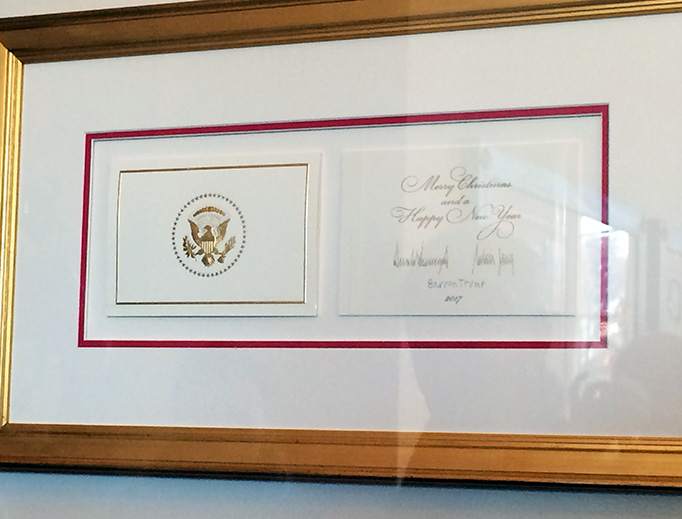 Merry Christmas
and a
Happy New Year
Barron Trump
2017